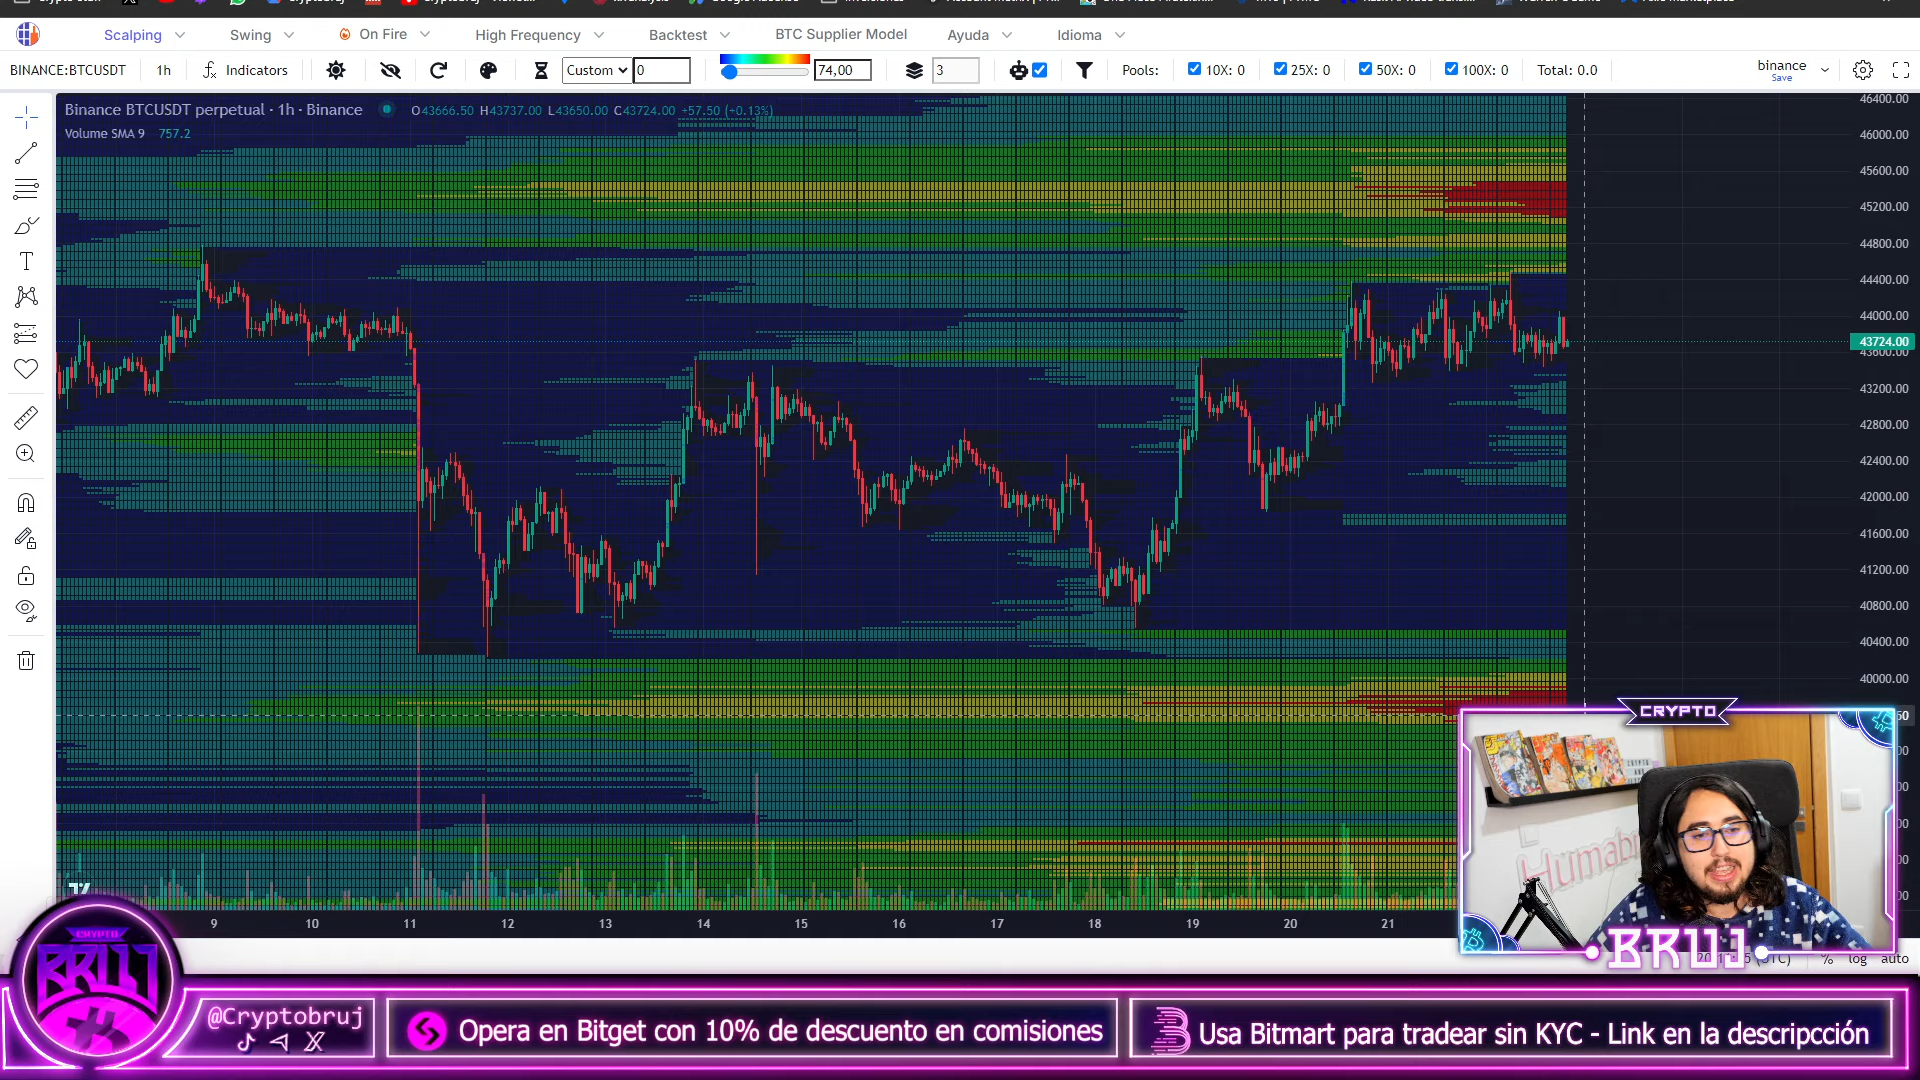 Scalping
Swing
On Fire
High Frequency
Backtest
BTC Supplier Model
Ayuda
Idioma
BINANCE:BTCUSDT
1h
Indicators
Custom
0
74,00
3
Pools:
10X: 0
25X: 0
50X: 0
100X: 0
Total: 0.0
binance
Save
Binance BTCUSDT perpetual · 1h · Binance
O43666.50 H43737.00 L43650.00 C43724.00 +57.50 (+0.13%)
Volume SMA 9 757.2
46400.00
46000.00
45600.00
45200.00
44800.00
44400.00
44000.00
43724.00
43600.00
43200.00
42800.00
42400.00
42000.00
41600.00
41200.00
40800.00
40400.00
40000.00
9
10
11
12
13
14
15
16
17
18
19
20
21
(UTC)
%
log
auto
CRYPTO
BRUJ
CRYPTO
BRUJ
@Cryptobruj
Opera en Bitget con 10% de descuento en comisiones
Usa Bitmart para tradear sin KYC - Link en la descripcción